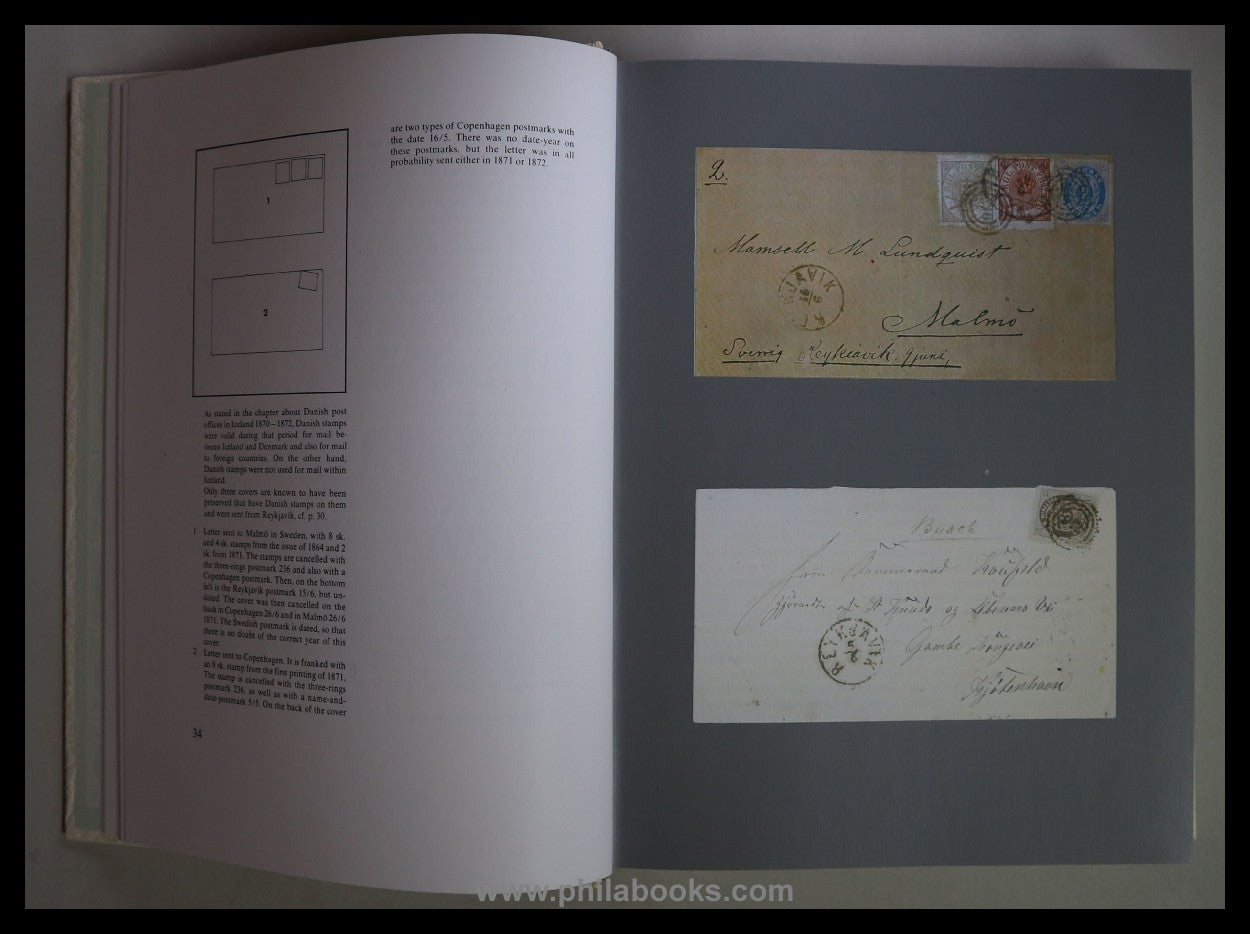 1
2
As stated in the chapter about Danish post
offices in Iceland 1870—1872, Danish stamps
were valid during that period for mail be-
tween Iceland and Denmark and also for mail
to foreign countries. On the other hand,
Danish stamps were not used for mail within
Iceland.
Only three covers are known to have been
preserved that have Danish stamps on them
and were sent from Reykjavik, cf. p. 30.
1 Letter sent to Malmö in Sweden, with 8 sk.
and 4 sk. stamps from the issue of 1864 and 2
sk. from 1871. The stamps are cancelled with
the three-rings postmark 236 and also with a
Copenhagen postmark. Then, on the bottom
left is the Reykjavik postmark 15/6, but un-
dated. The cover was then cancelled on the
back in Copenhagen 26/6 and in Malmö 26/6
1871. The Swedish postmark is dated, so that
there is no doubt of the correct year of this
cover.
2 Letter sent to Copenhagen. It is franked with
an 8 sk. stamp from the first printing of 1871.
The stamp is cancelled with the three-rings
postmark 236, as well as with a name-and-
date-postmark 5/5. On the back of the cover
34
are two types of Copenhagen postmarks with
the date 16/5. There was no date-year on
these postmarks, but the letter was in all
probability sent either in 1871 or 1872.
2.
Mamsell M. Lundquist
Malmö
Reykiavik. 9 juni,
Busch
og
Gamle
Kjøbenhavn
REYKJAVIK
www.philabooks.com